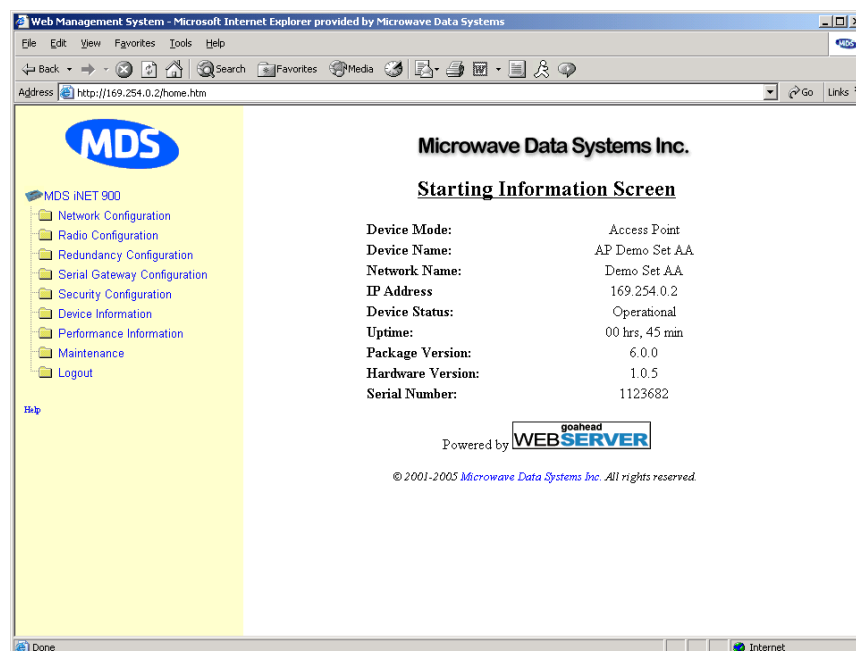 Web Management System - Microsoft Internet Explorer provided by Microwave Data Systems
File Edit View Favorites Tools Help
MDS
Back Search Favorites Media
Address http://169.254.0.2/home.htm Go Links
MDS
MDS iNET 900
Network Configuration
Radio Configuration
Redundancy Configuration
Serial Gateway Configuration
Security Configuration
Device Information
Performance Information
Maintenance
Logout
Help
Microwave Data Systems Inc.
Starting Information Screen
Device Mode: Access Point
Device Name: AP Demo Set AA
Network Name: Demo Set AA
IP Address 169.254.0.2
Device Status: Operational
Uptime: 00 hrs, 45 min
Package Version: 6.0.0
Hardware Version: 1.0.5
Serial Number: 1123682
Powered by goahead WEBSERVER
© 2001-2005 Microwave Data Systems Inc. All rights reserved.
Done Internet